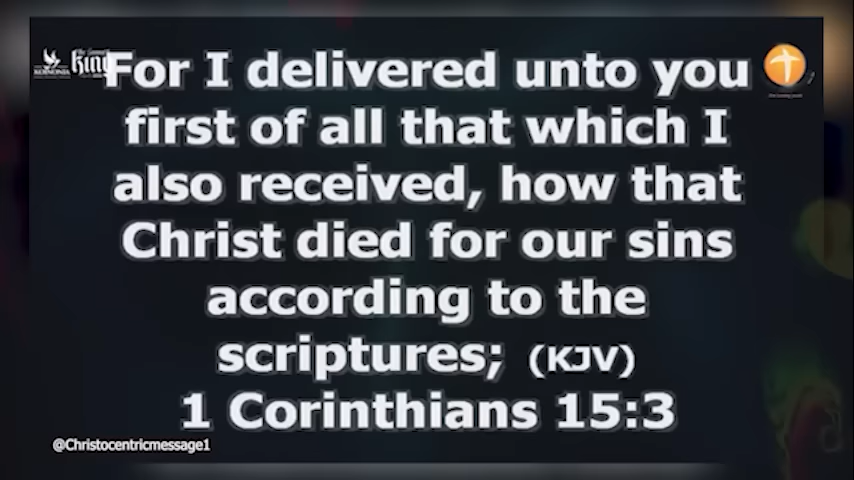 KOINONIA
For I delivered unto you
first of all that which I
also received, how that
Christ died for our sins
according to the
scriptures; (KJV)
1 Corinthians 15:3
@Christocentricmessage1